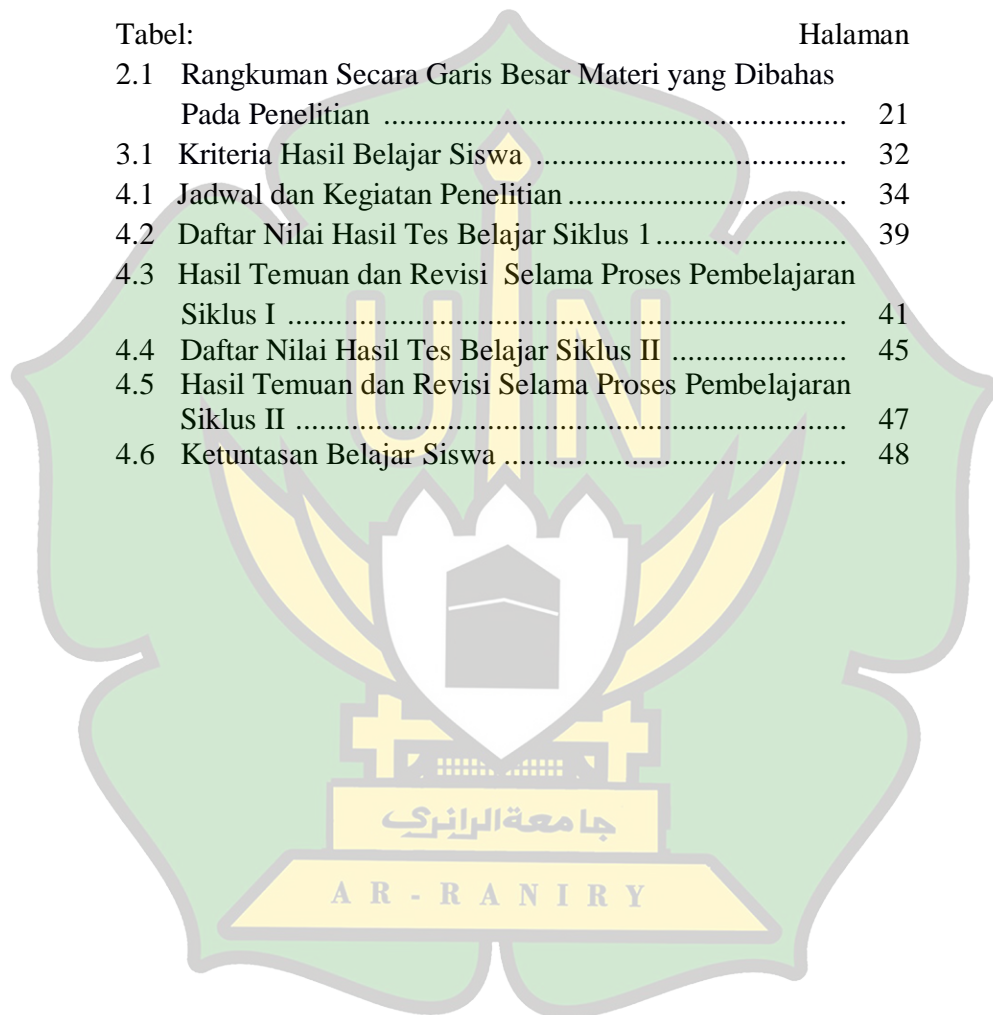 Tabel: Halaman
2.1 Rangkuman Secara Garis Besar Materi yang Dibahas
Pada Penelitian ........................................................ 21
3.1 Kriteria Hasil Belajar Siswa ...................................... 32
4.1 Jadwal dan Kegiatan Penelitian .................................. 34
4.2 Daftar Nilai Hasil Tes Belajar Siklus 1 ....................... 39
4.3 Hasil Temuan dan Revisi Selama Proses Pembelajaran
Siklus I .................................................................... 41
4.4 Daftar Nilai Hasil Tes Belajar Siklus II ..................... 45
4.5 Hasil Temuan dan Revisi Selama Proses Pembelajaran
Siklus II ................................................................... 47
4.6 Ketuntasan Belajar Siswa .......................................... 48
UIN
جامعة الرانري
AR-RANIRY